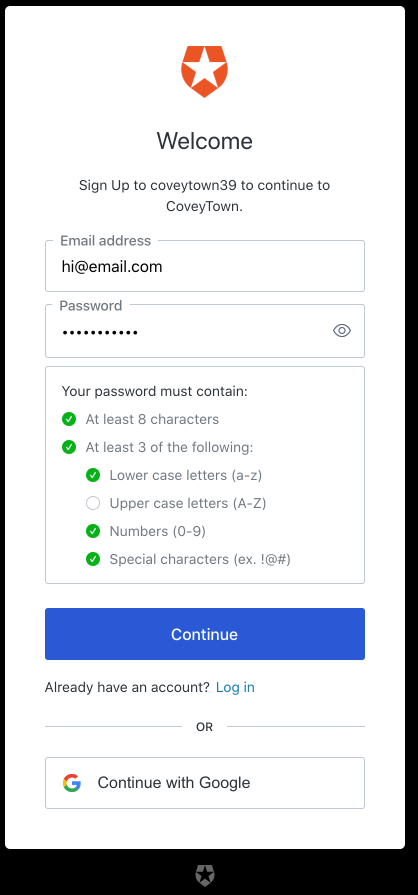 Welcome
Sign Up to coveytown39 to continue to
CoveyTown.
Email address
hi@email.com
Password
•••••••••••
Your password must contain:
At least 8 characters
At least 3 of the following:
Lower case letters (a-z)
Upper case letters (A-Z)
Numbers (0-9)
Special characters (ex. !@#)
Continue
Already have an account? Log in
OR
Continue with Google